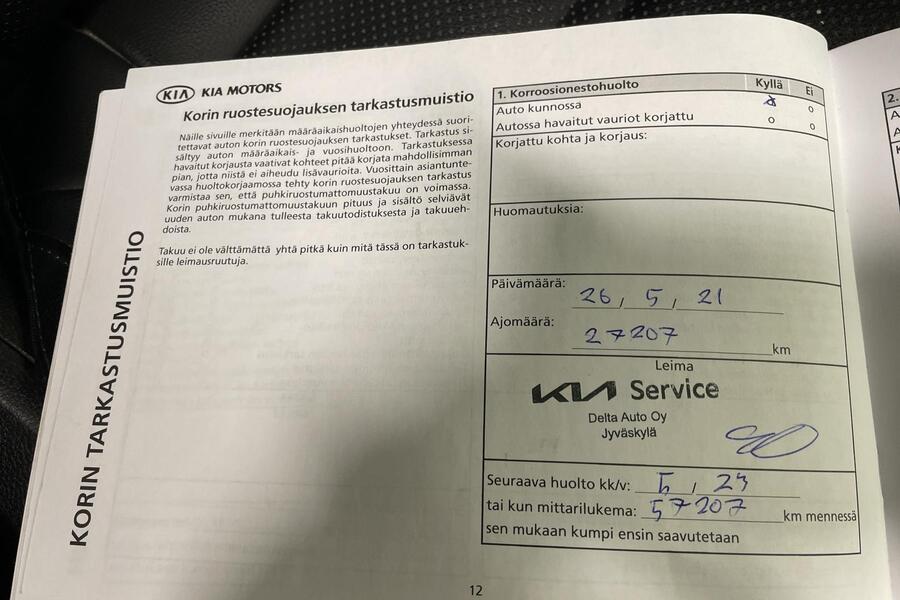 KORIN TARKASTUSMUISTIO
KIA KIA MOTORS
Korin ruostesuojauksen tarkastusmuistio
Näille sivuille merkitään määräaikaishuoltojen yhteydessä suori-
tettavat auton korin ruostesuojauksen tarkastukset. Tarkastus si-
sältyy auton määräaikais- ja vuosihuoltoon. Tarkastuksessa
havaitut korjausta vaativat kohteet pitää korjata mahdollisimman
pian, jotta niistä ei aiheudu lisävaurioita. Vuosittain asiantunte-
vassa huoltokorjaamossa tehty korin ruostesuojauksen tarkastus
varmistaa sen, että puhkiruostumattomuustakuu on voimassa.
Korin puhkiruostumattomuustakuun pituus ja sisältö selviävät
uuden auton mukana tulleesta takuutodistuksesta ja takuueh-
doista.
Takuu ei ole välttämättä yhtä pitkä kuin mitä tässä on tarkastuk-
sille leimausruutuja.
1. Korroosionestohuolto Kyllä Ei
Auto kunnossa
Autossa havaitut vauriot korjattu
Korjattu kohta ja korjaus:
Huomautuksia:
Päivämäärä: 26 / 5 / 21
Ajomäärä: 27207 km
Leima
KIA Service
Delta Auto Oy
Jyväskylä
Seuraava huolto kk/v: 5 / 23
tai kun mittarilukema: 57207 km mennessä
sen mukaan kumpi ensin saavutetaan
12
2.